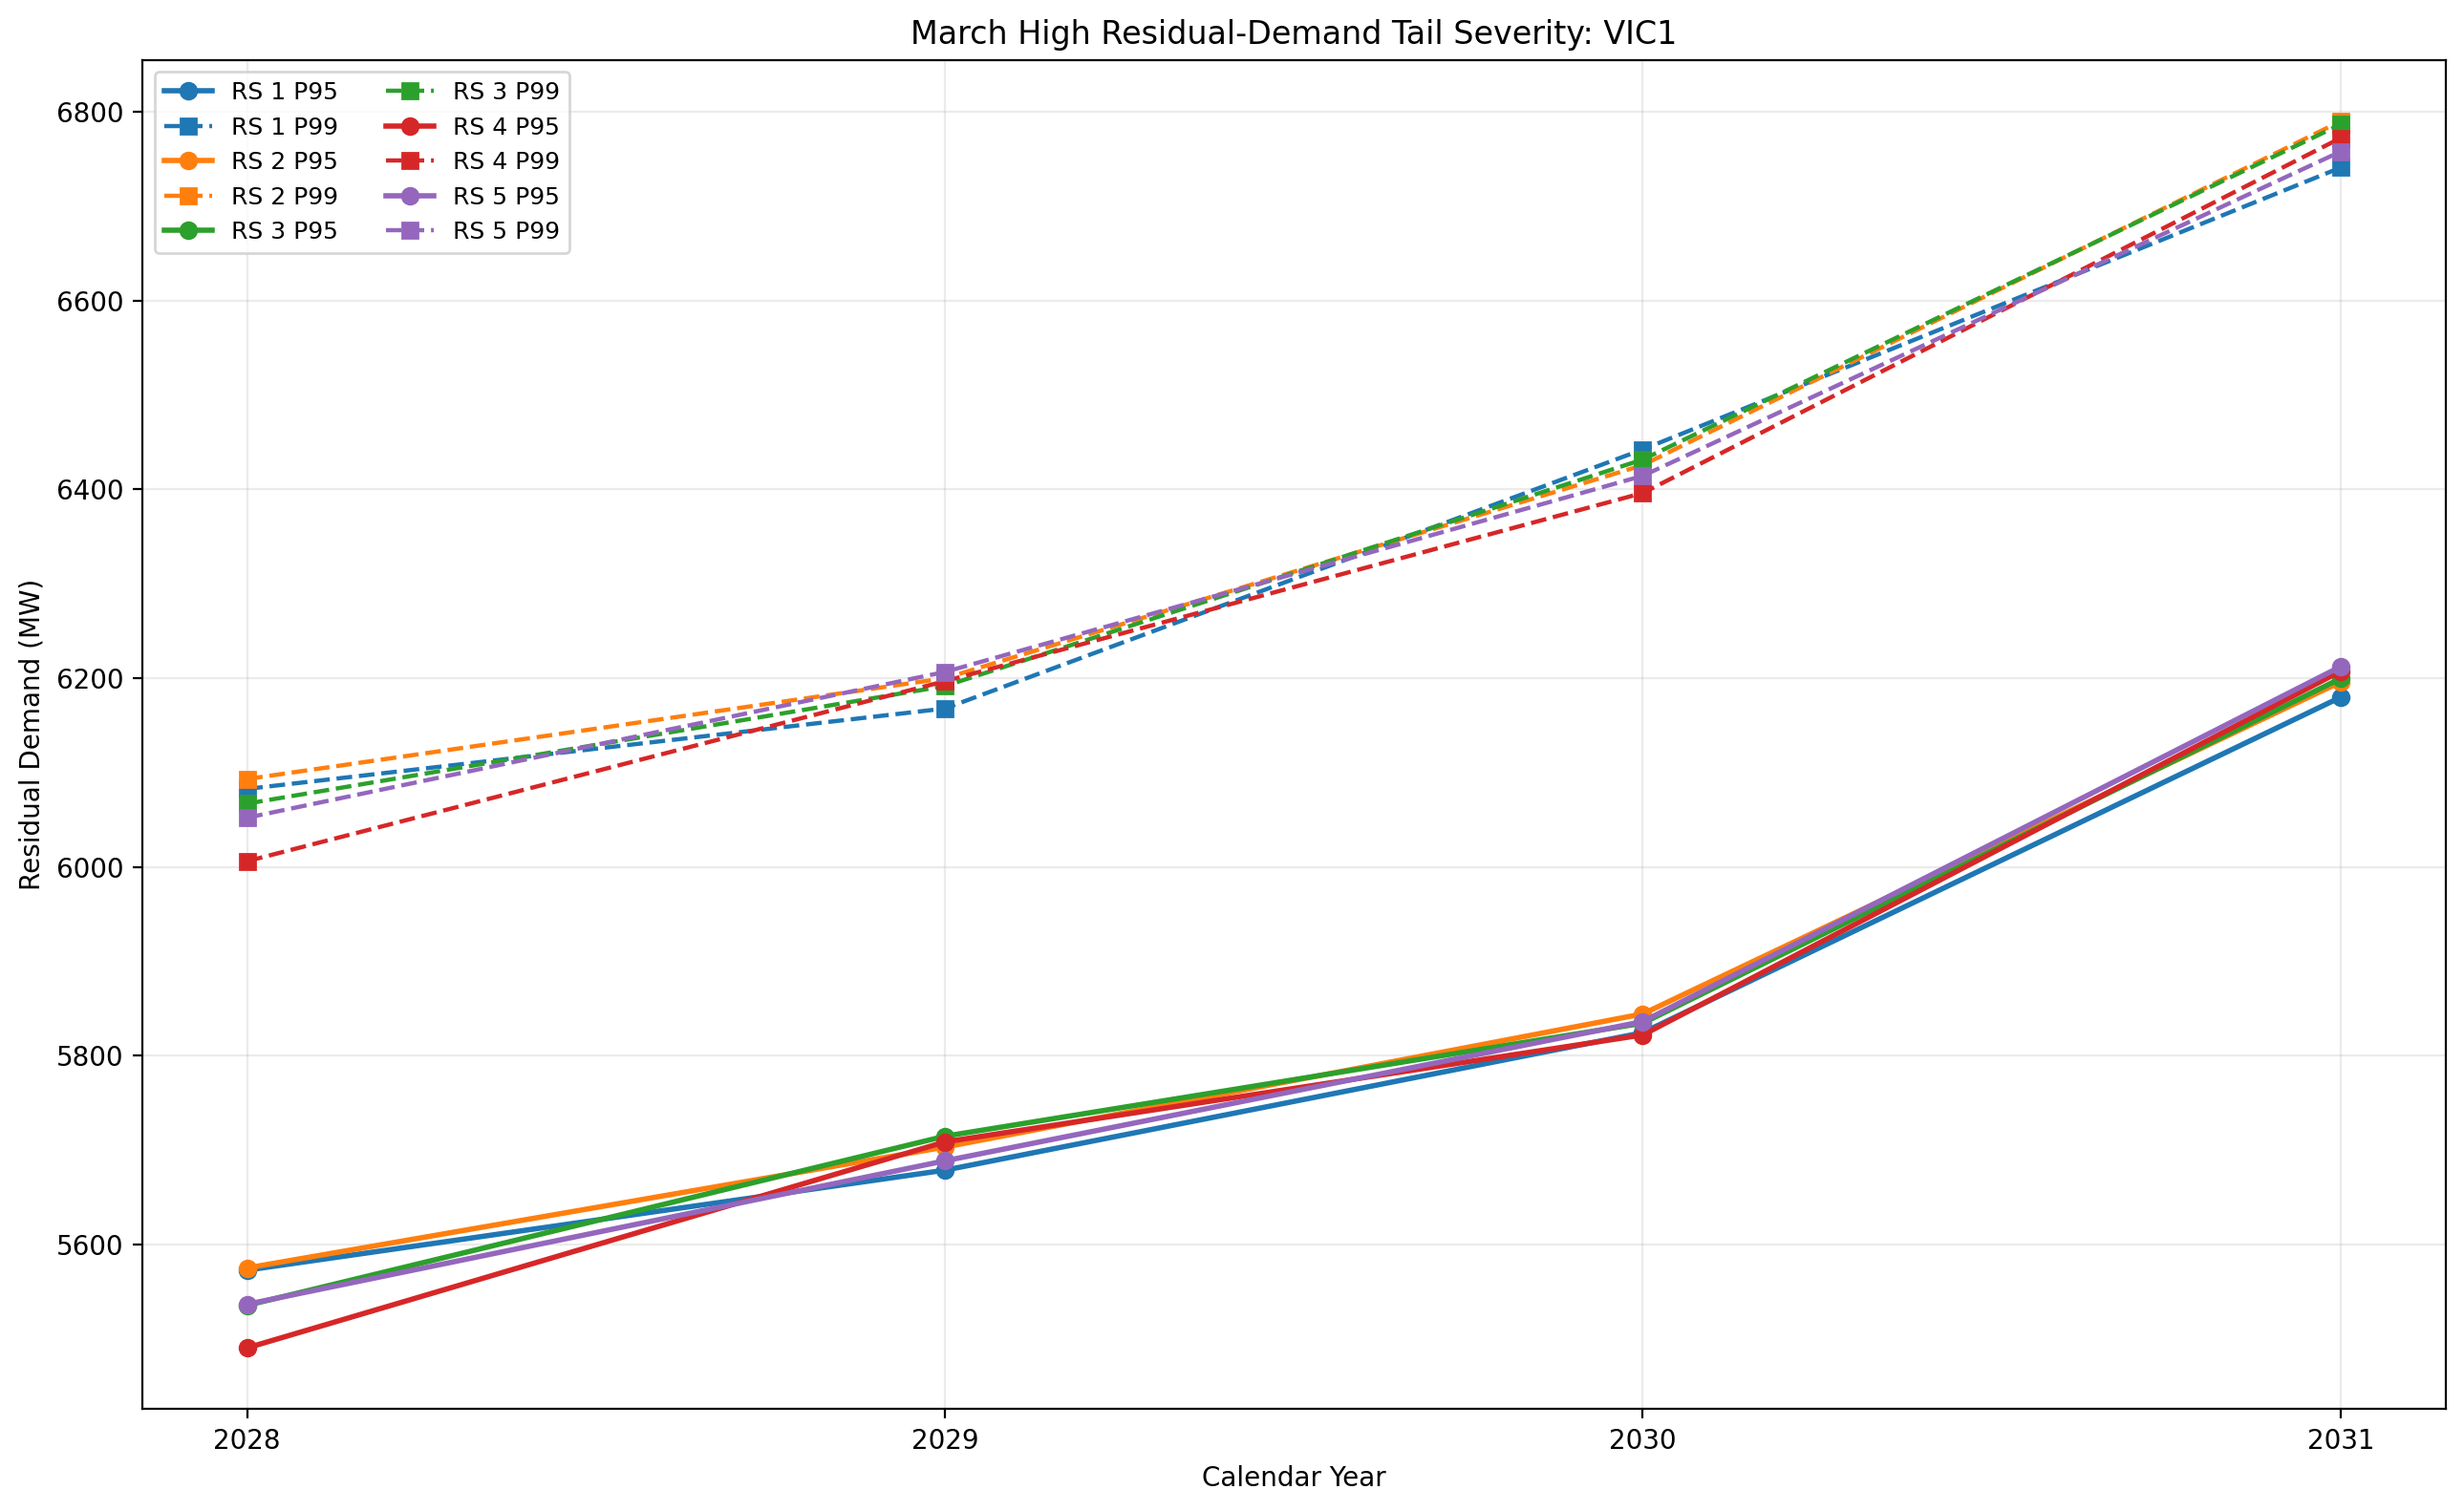 March High Residual-Demand Tail Severity: VIC1
RS 1 P95
RS 1 P99
RS 2 P95
RS 2 P99
RS 3 P95
RS 3 P99
RS 4 P95
RS 4 P99
RS 5 P95
RS 5 P99
Residual Demand (MW)
6800
6600
6400
6200
6000
5800
5600
2028
2029
2030
2031
Calendar Year